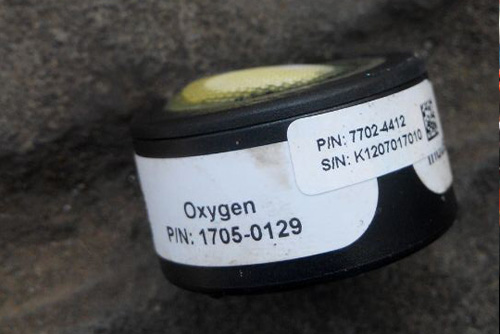 P/N: 7702-4412
S/N: K1207017010
Oxygen
P/N: 1705-0129